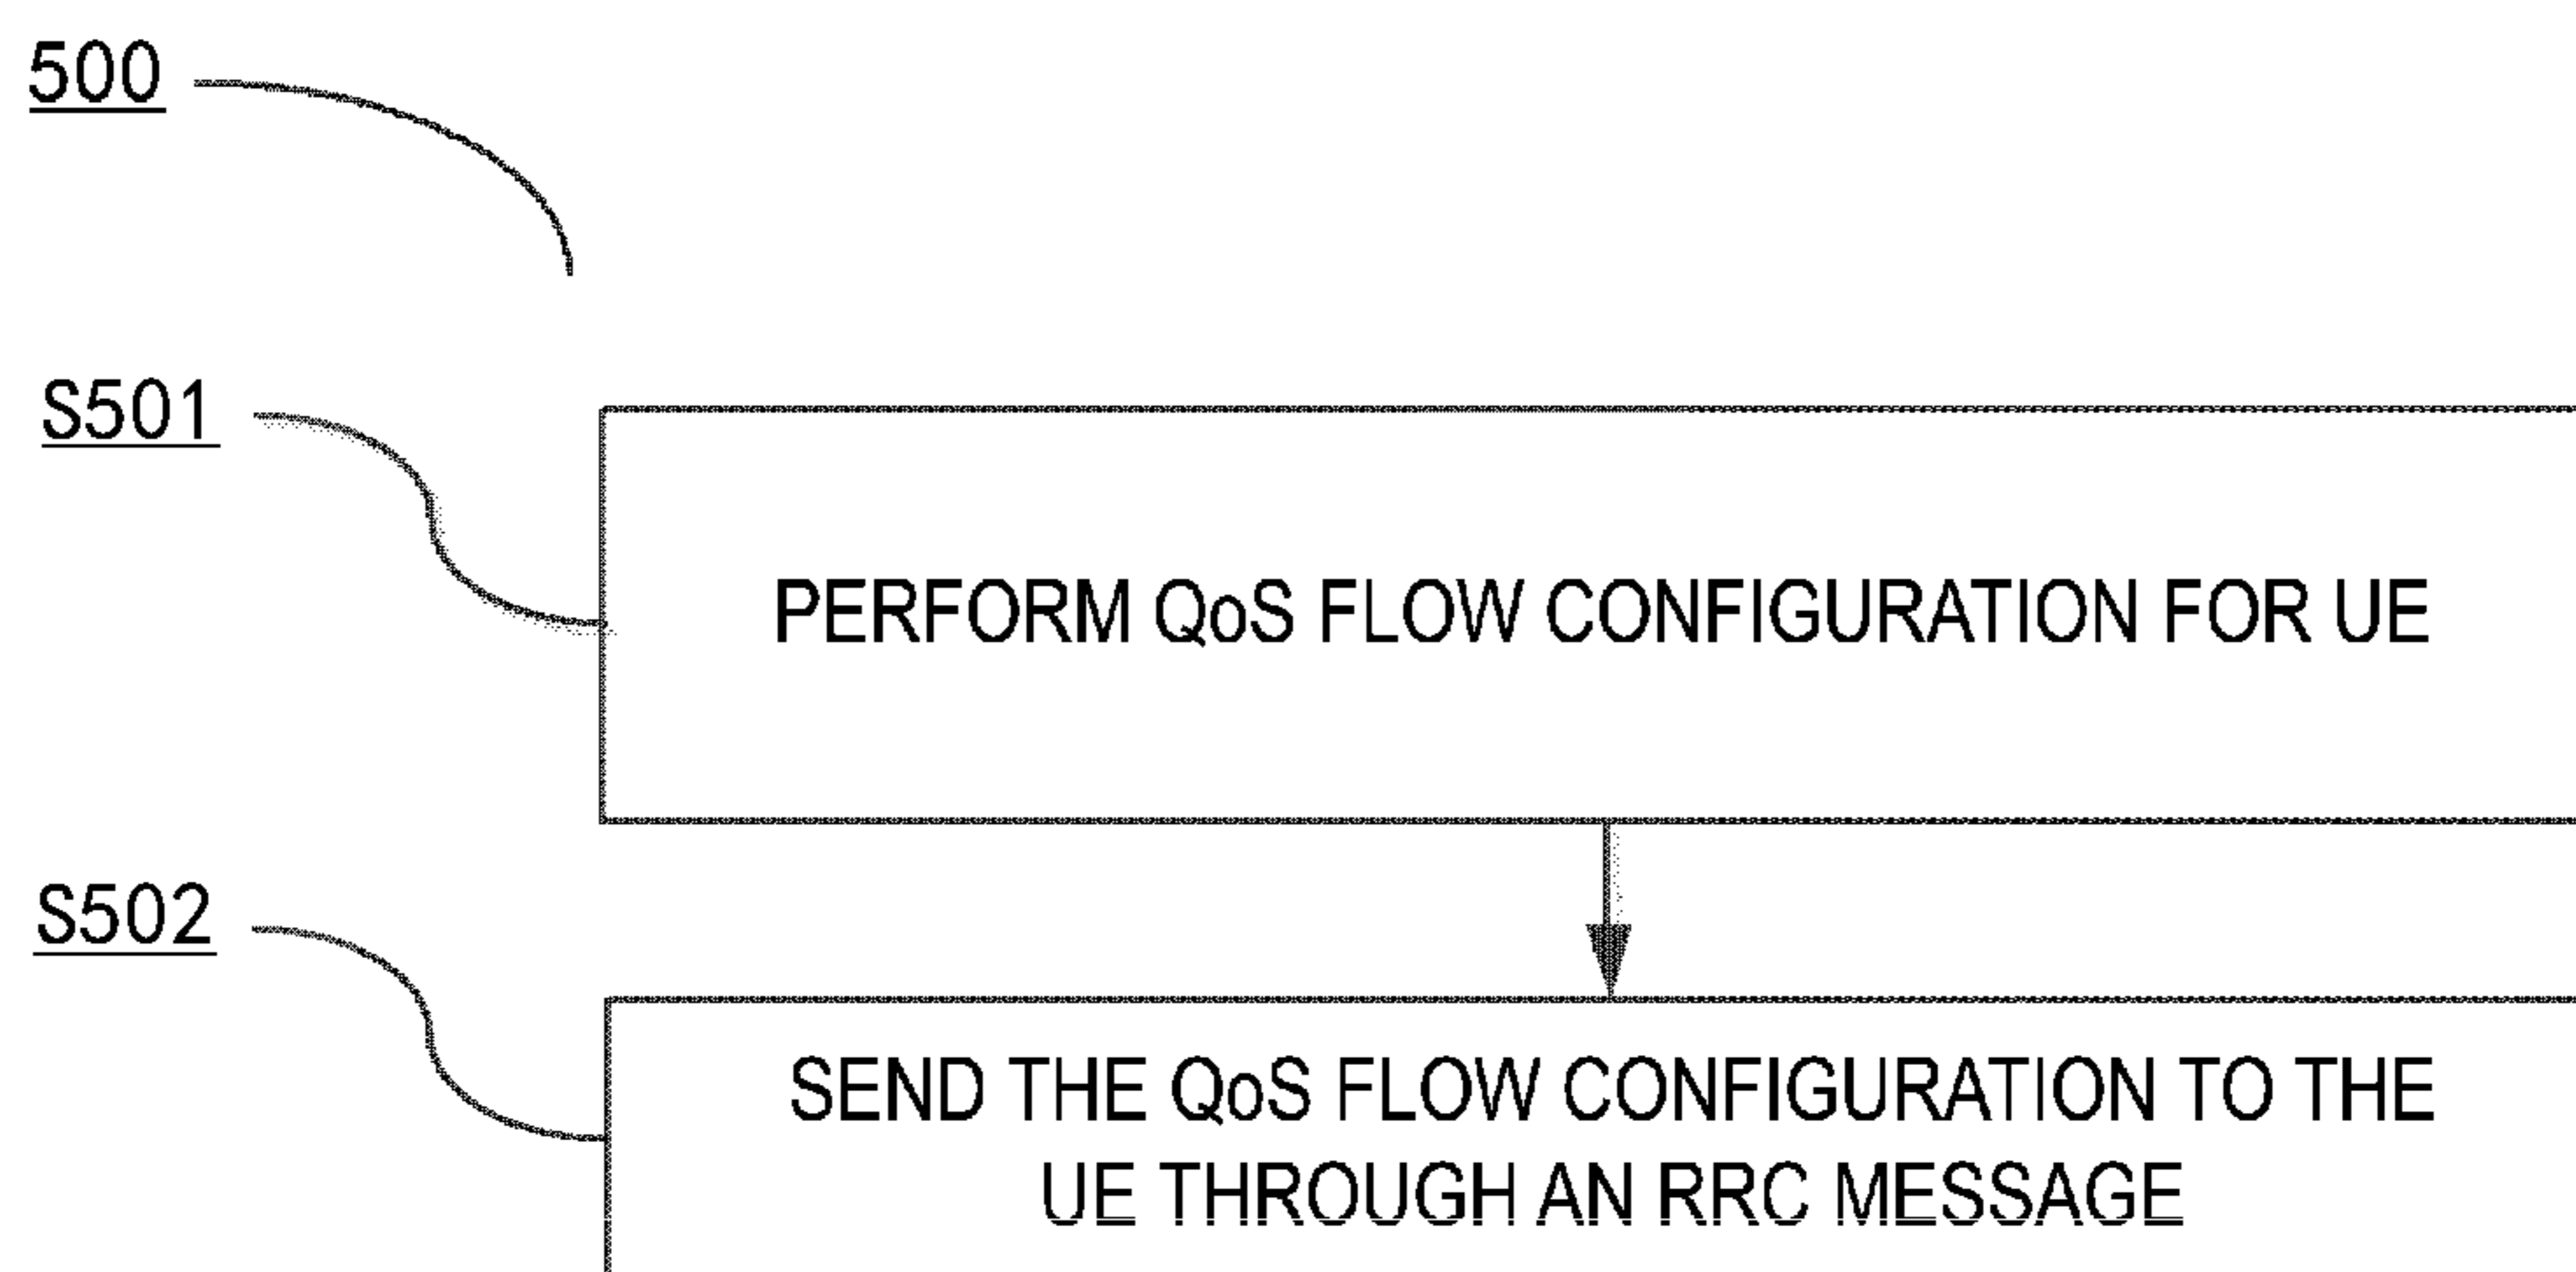 500
S501
PERFORM QoS FLOW CONFIGURATION FOR UE
S502
SEND THE QoS FLOW CONFIGURATION TO THE
UE THROUGH AN RRC MESSAGE